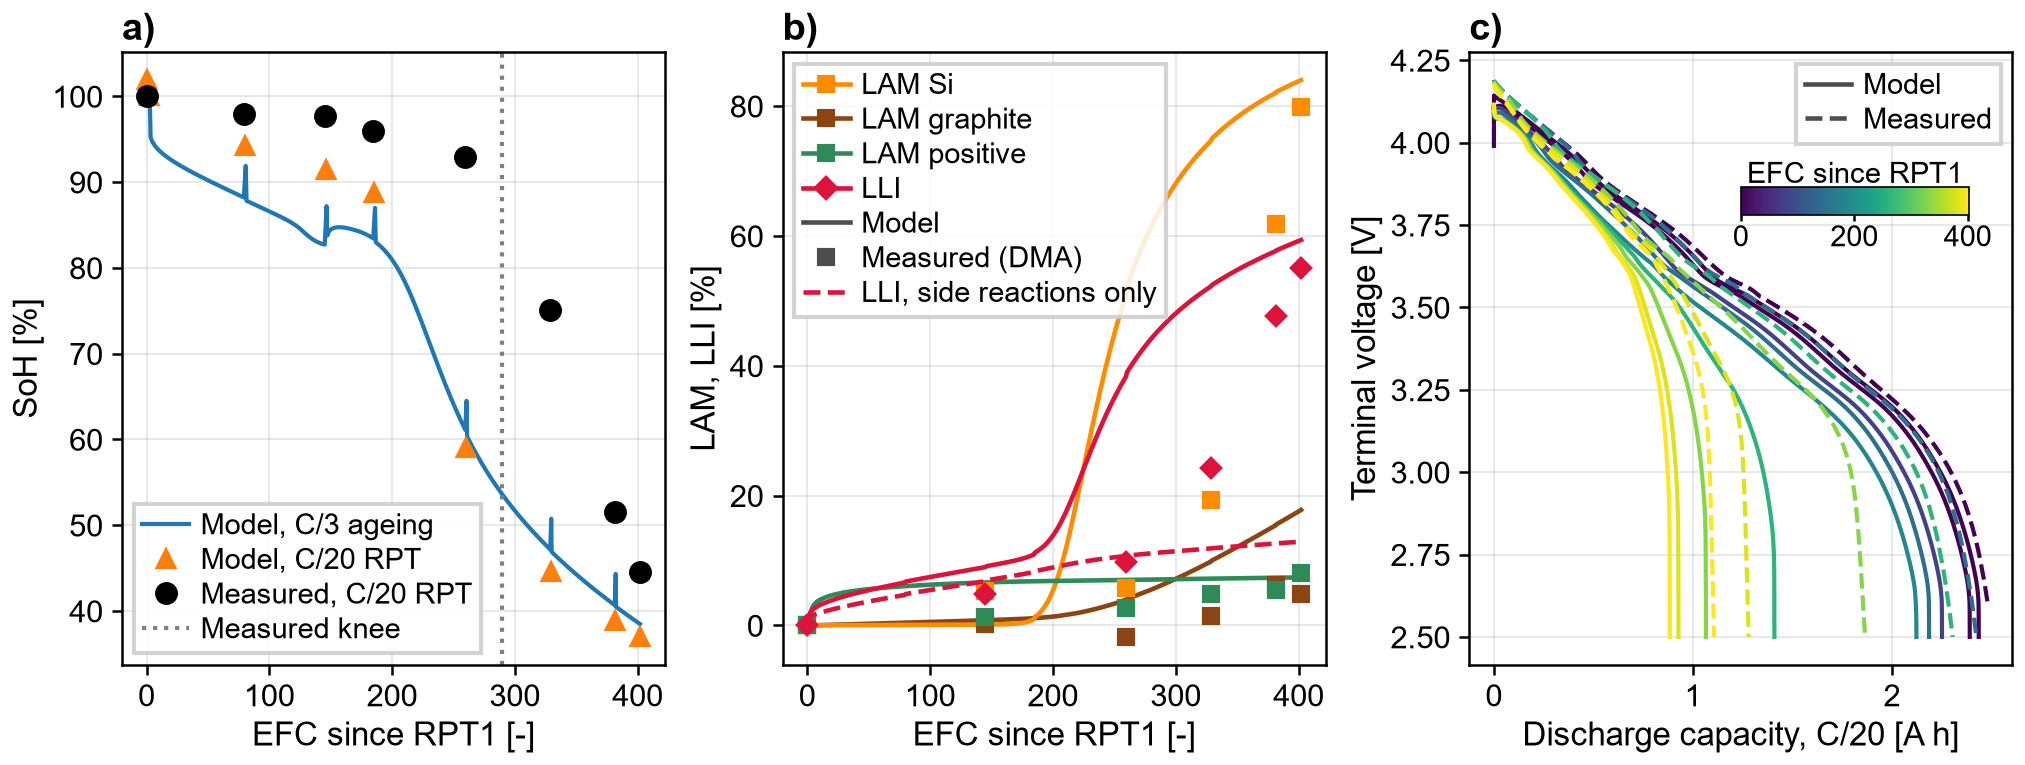 a)
SoH [%]
100
90
80
70
60
50
40
Model, C/3 ageing
Model, C/20 RPT
Measured, C/20 RPT
Measured knee
0
100
200
300
400
EFC since RPT1 [-]
b)
LAM, LLI [%]
80
60
40
20
0
LAM Si
LAM graphite
LAM positive
LLI
Model
Measured (DMA)
LLI, side reactions only
0
100
200
300
400
EFC since RPT1 [-]
c)
Terminal voltage [V]
4.25
4.00
3.75
3.50
3.25
3.00
2.75
2.50
Model
Measured
EFC since RPT1
0
200
400
0
1
2
Discharge capacity, C/20 [A h]